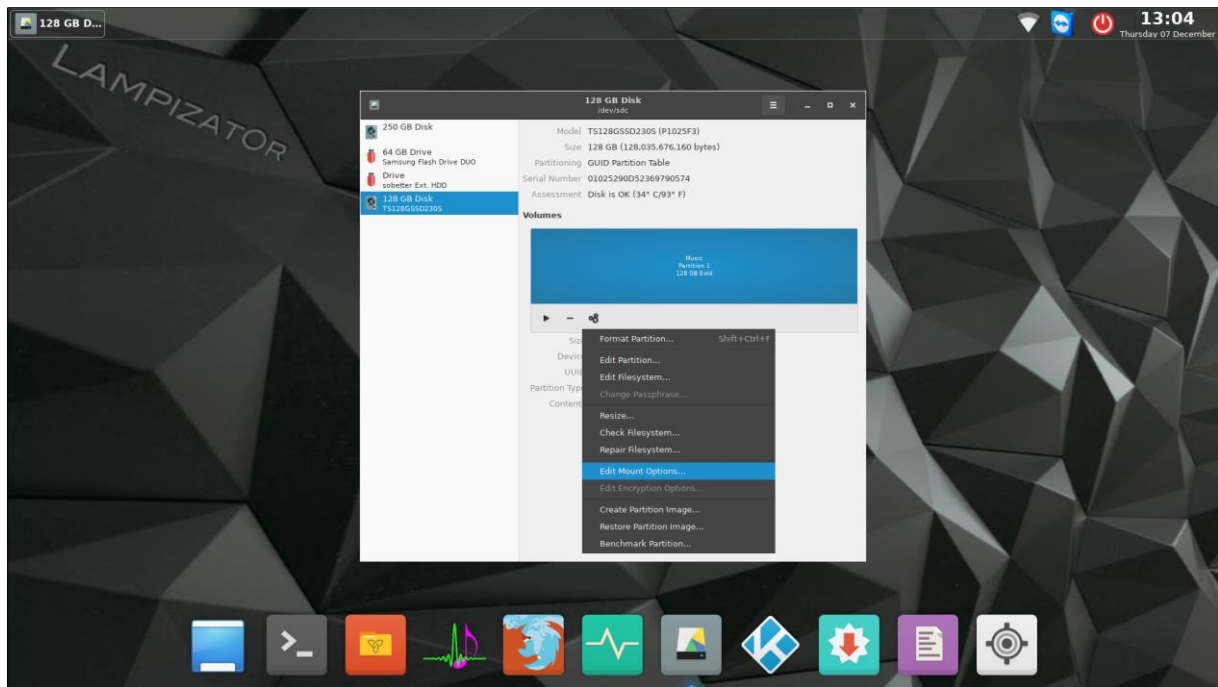 128 GB D...
13:04
Thursday 07 December
LAMPIZATOR
128 GB Disk
/dev/sdc
250 GB Disk
64 GB Drive
Samsung Flash Drive DUO
Drive
sobetter Ext. HDD
128 GB Disk
TS128GSSD230S
Model TS128GSSD230S (P1025F3)
Size 128 GB (128,035,676,160 bytes)
Partitioning GUID Partition Table
Serial Number 01025290D52369790574
Assessment Disk is OK (34° C/93° F)
Volumes
Music
Partition 1
128 GB Ext4
Size
Device
UUID
Partition Type
Content
Format Partition... Shift+Ctrl+F
Edit Partition...
Edit Filesystem...
Change Passphrase...
Resize...
Check Filesystem...
Repair Filesystem...
Edit Mount Options...
Edit Encryption Options...
Create Partition Image...
Restore Partition Image...
Benchmark Partition...